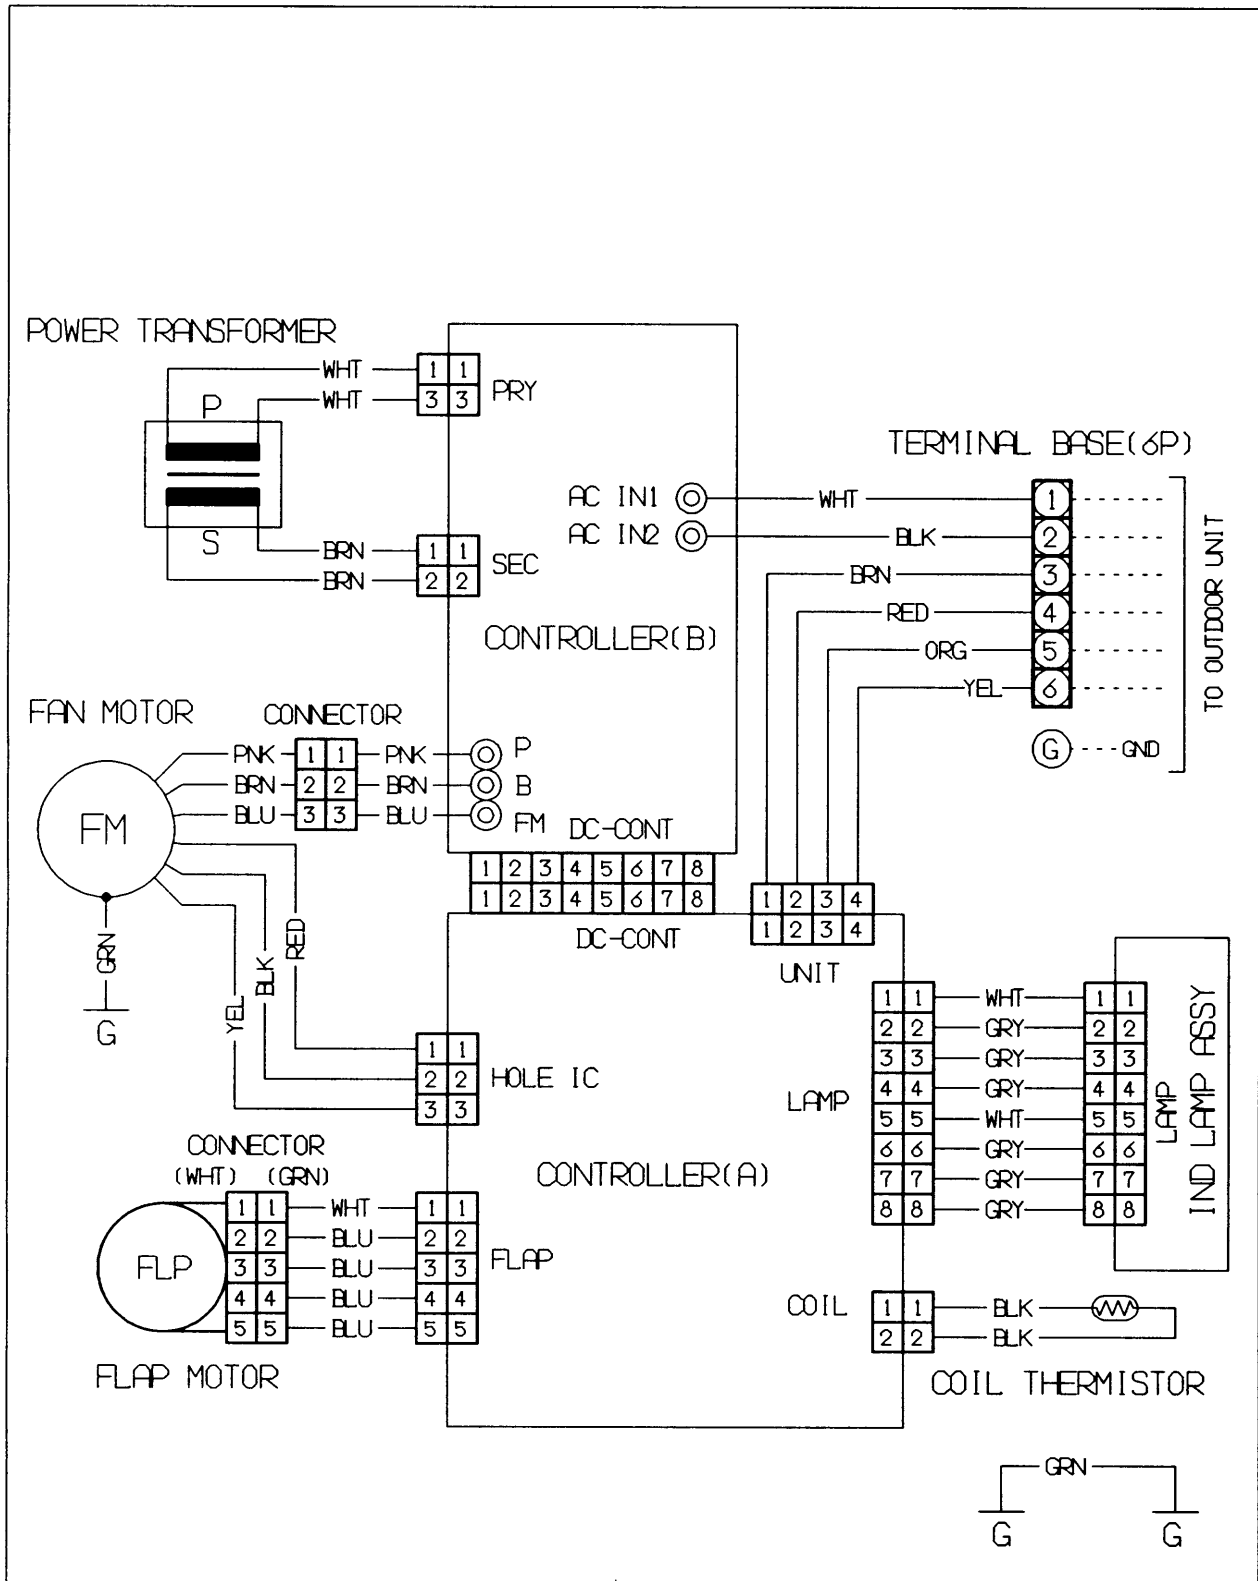 POWER TRANSFORMER
WHT 1 1
WHT 3 3 PRY
P
S
BRN 1 1
BRN 2 2 SEC
AC IN1 WHT 1
AC IN2 BLK 2
BRN 3
RED 4
ORG 5
YEL 6
G GND
TERMINAL BASE(6P)
TO OUTDOOR UNIT
CONTROLLER(B)
FAN MOTOR
CONNECTOR
FM
PNK 1 1 PNK P
BRN 2 2 BRN B
BLU 3 3 BLU FM
DC-CONT
1 2 3 4 5 6 7 8
1 2 3 4 5 6 7 8
DC-CONT
1 2 3 4
1 2 3 4
UNIT
GRN
G
RED
BLK
YEL
1 1
2 2 HOLE IC
3 3
LAMP
1 1 WHT 1 1
2 2 GRY 2 2
3 3 GRY 3 3
4 4 GRY 4 4
5 5 WHT 5 5
6 6 GRY 6 6
7 7 GRY 7 7
8 8 GRY 8 8
LAMP
IND LAMP ASSY
CONTROLLER(A)
CONNECTOR
(WHT) (GRN)
FLP
1 1 WHT 1 1
2 2 BLU 2 2
3 3 BLU 3 3
4 4 BLU 4 4
5 5 BLU 5 5
FLAP
FLAP MOTOR
COIL 1 1 BLK
2 2 BLK
COIL THERMISTOR
GRN
G G